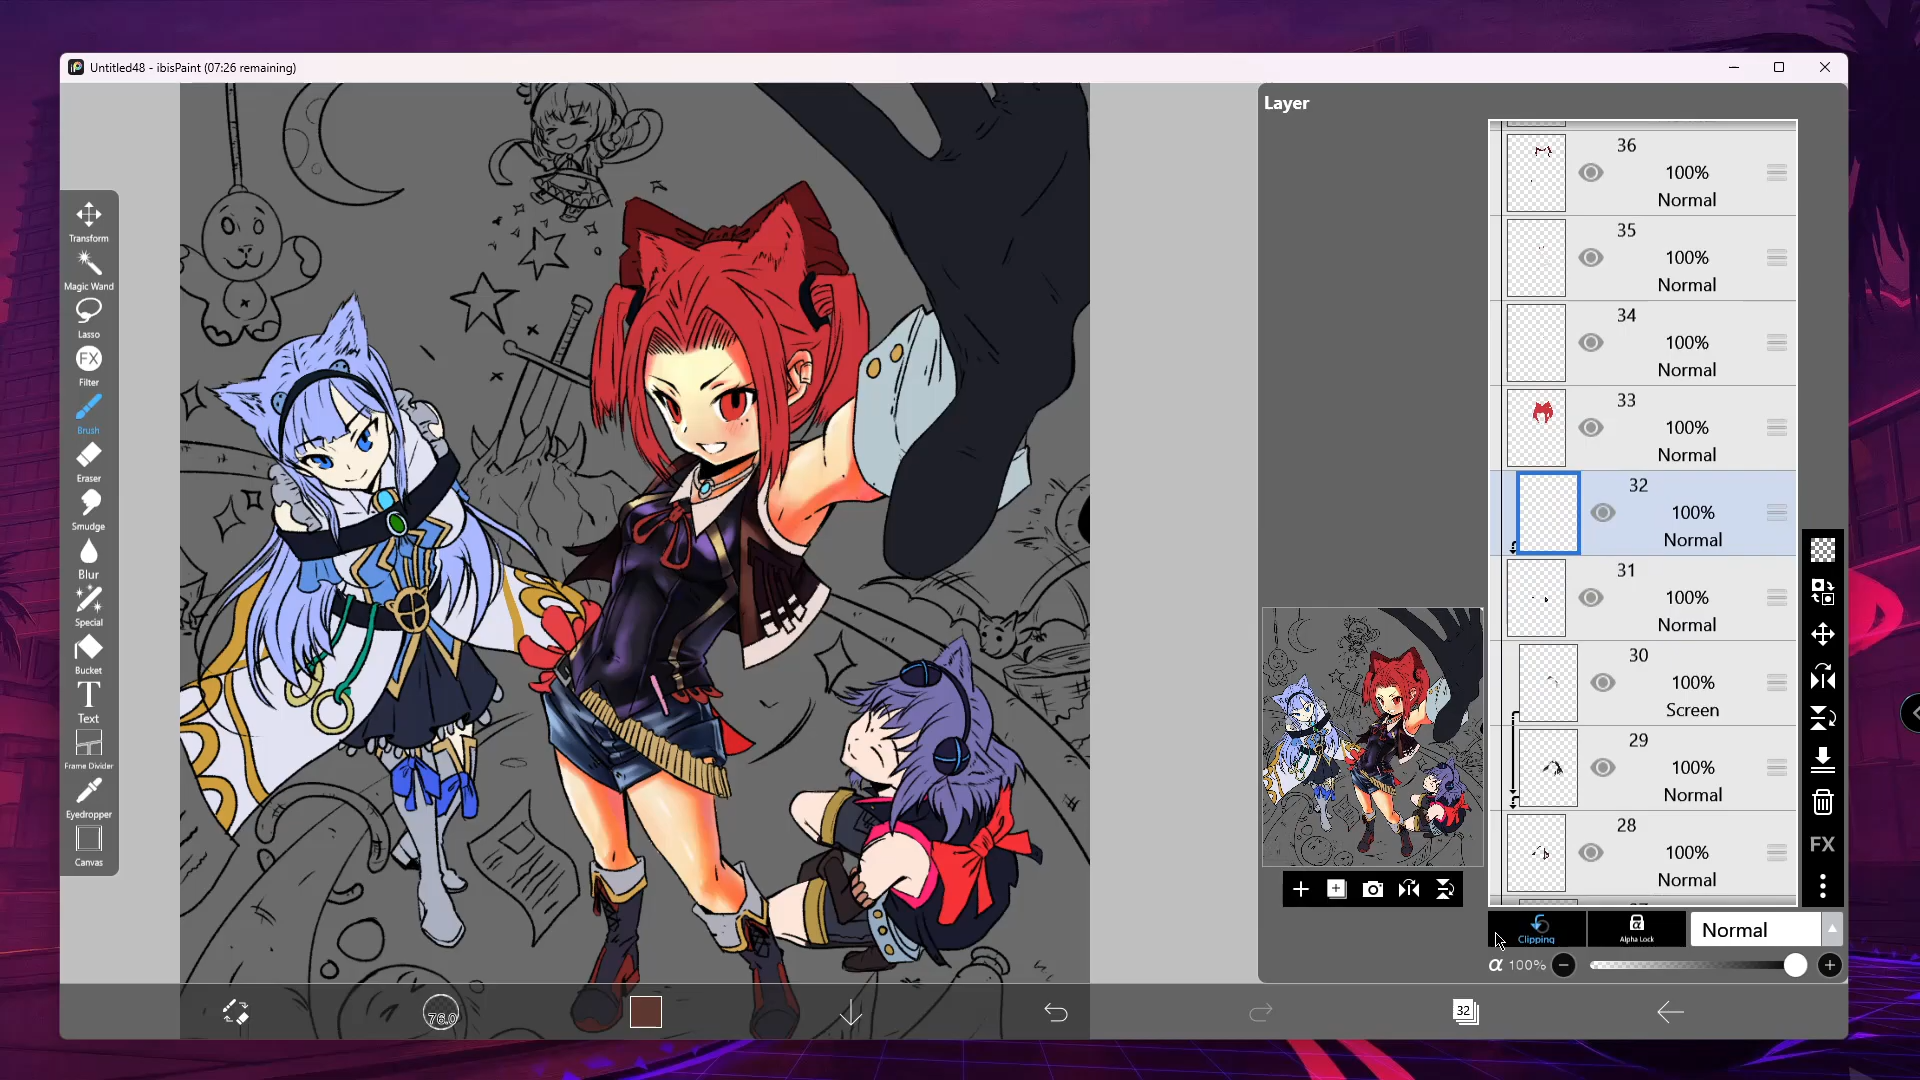 Untitled48 - ibisPaint (07:26 remaining)
Layer
Transform
Magic Wand
Lasso
FX
Filter
Brush
Eraser
Smudge
Blur
Special
Bucket
T
Text
Frame Divider
Eyedropper
Canvas
36
100%
Normal
35
100%
Normal
34
100%
Normal
33
100%
Normal
32
100%
Normal
31
100%
Normal
30
100%
Screen
29
100%
Normal
28
100%
Normal
FX
Clipping
Alpha Lock
Normal
α 100%
76.0
32